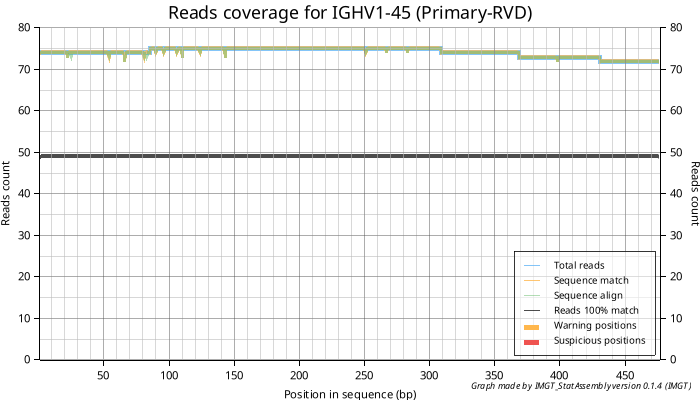 Reads coverage for IGHV1-45 (Primary-RVD)
80
70
60
50
40
30
20
10
0
80
70
60
50
40
30
20
10
0
Reads count
Reads count
Total reads
Sequence match
Sequence align
Reads 100% match
Warning positions
Suspicious positions
50
100
150
200
250
300
350
400
450
Position in sequence (bp)
Graph made by IMGT_StatAssembly version 0.1.4 (IMGT)